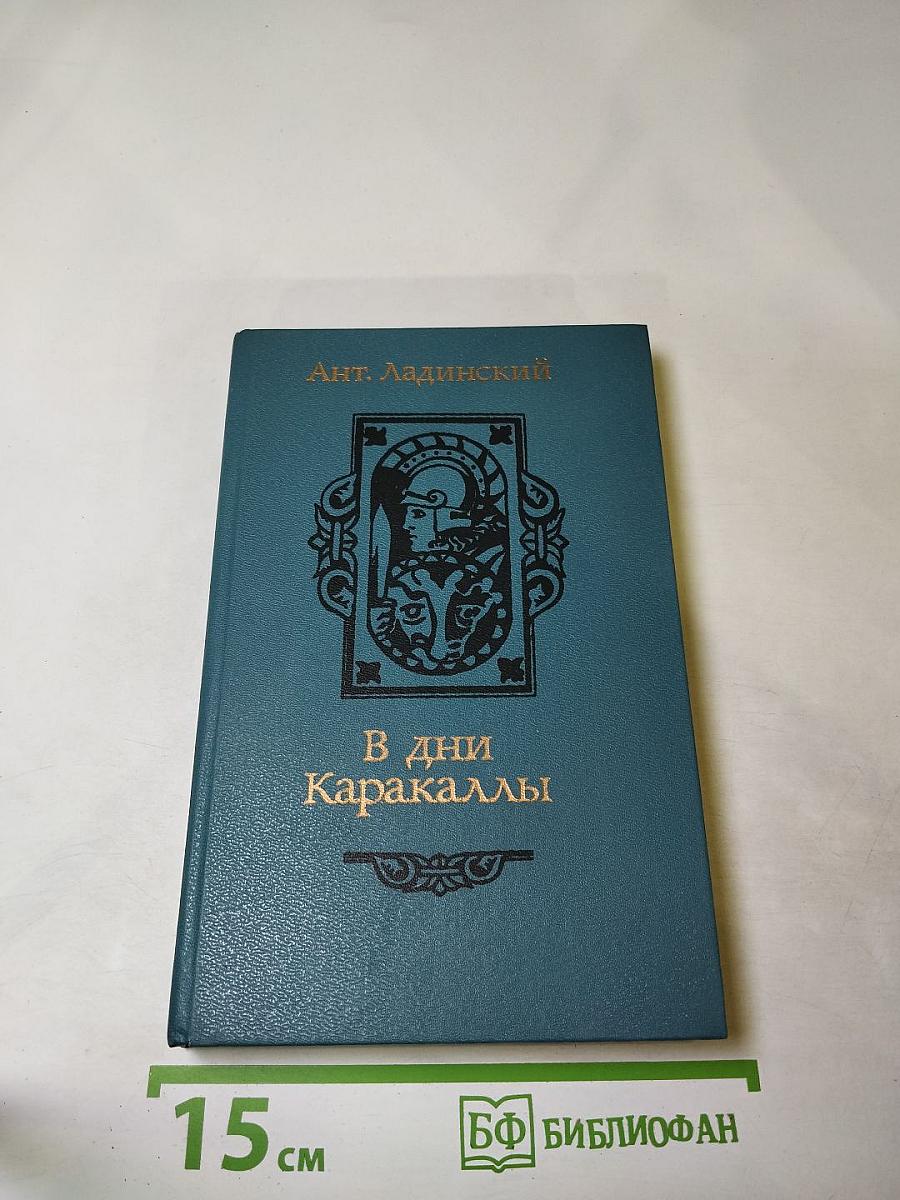 Ант. Ладинский
В дни
Каракаллы
15 см
БФ БИБЛИОФАН